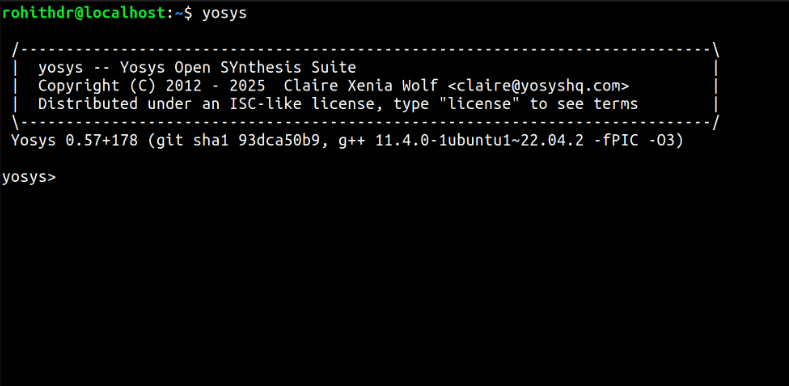 rohithdr@localhost:~$ yosys
/----------------------------------------------------------------------------\
|  yosys -- Yosys Open SYnthesis Suite                                       |
|  Copyright (C) 2012 - 2025  Claire Xenia Wolf <claire@yosyshq.com>         |
|  Distributed under an ISC-like license, type "license" to see terms        |
\----------------------------------------------------------------------------/
Yosys 0.57+178 (git sha1 93dca50b9, g++ 11.4.0-1ubuntu1~22.04.2 -fPIC -O3)
yosys>